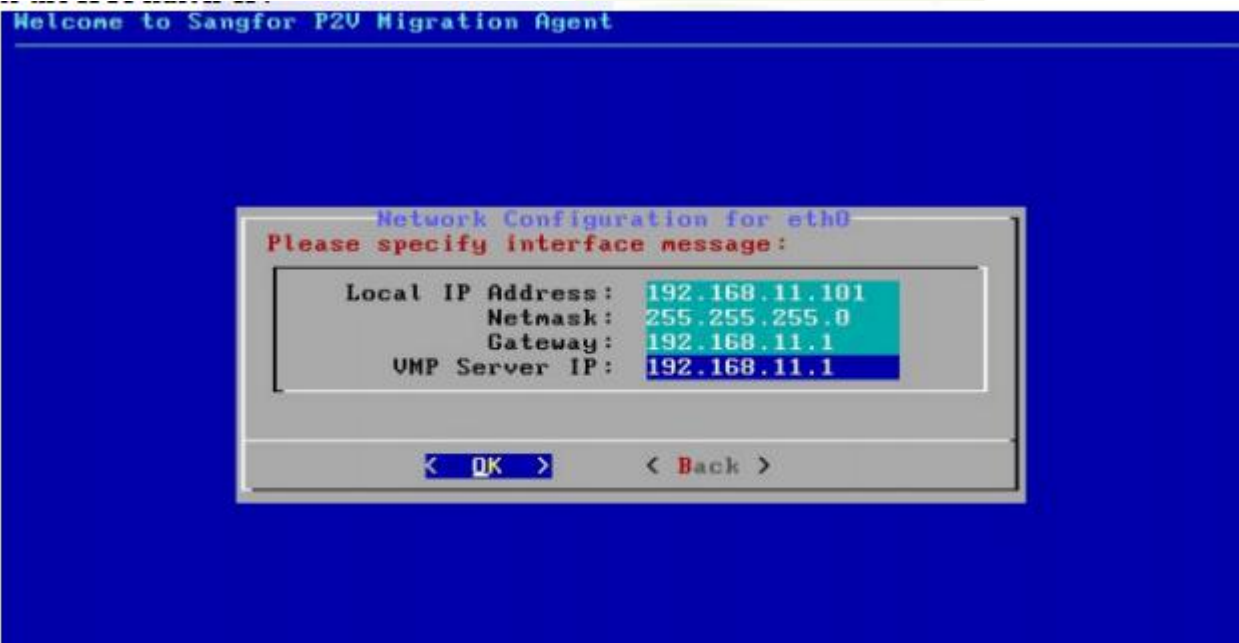 Welcome to Sangfor P2V Migration Agent
Network Configuration for eth0
Please specify interface message:
Local IP Address: 192.168.11.101
Netmask: 255.255.255.0
Gateway: 192.168.11.1
VMP Server IP: 192.168.11.1
< OK > < Back >